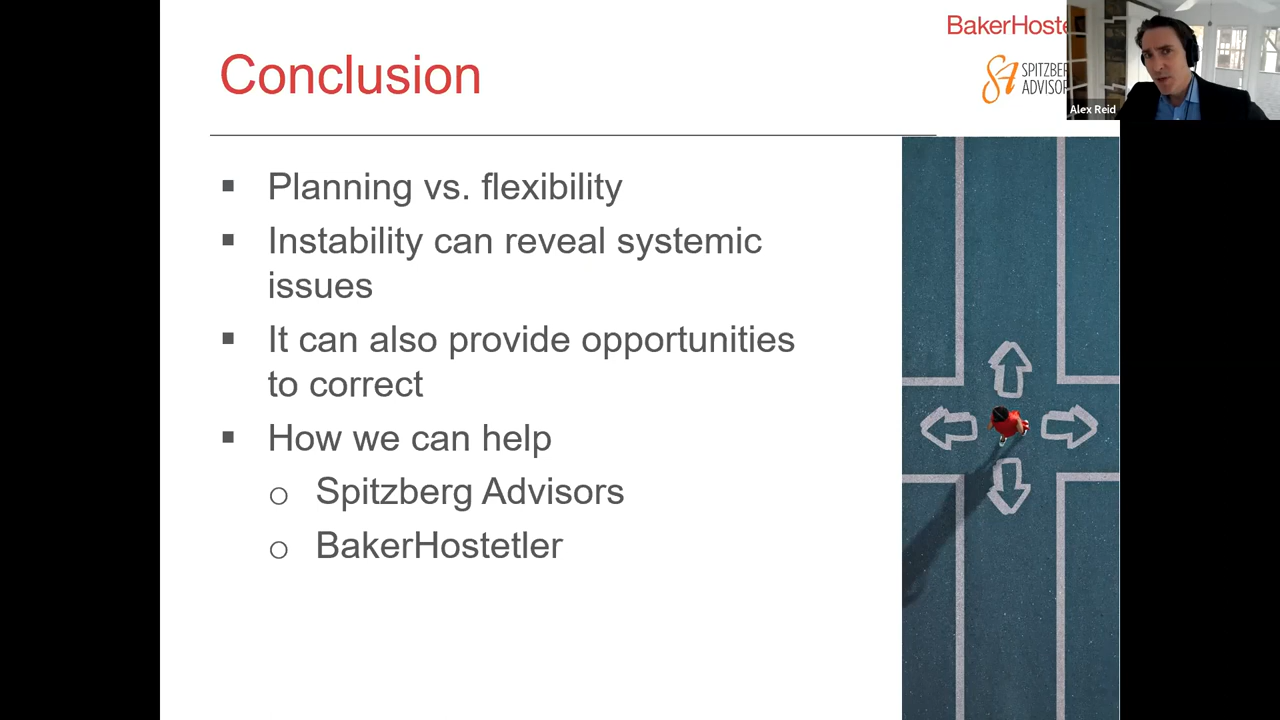 Conclusion
BakerHoste
SPITZBE
ADVISOR
Alex Reid
▪ Planning vs. flexibility
▪ Instability can reveal systemic
issues
▪ It can also provide opportunities
to correct
▪ How we can help
o Spitzberg Advisors
o BakerHostetler